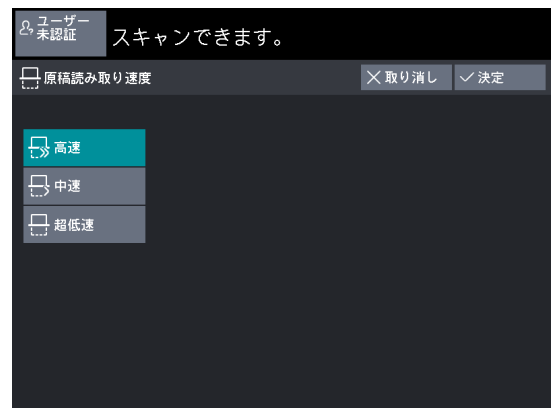 ユーザー
未認証
スキャンできます。
原稿読み取り速度
取り消し
決定
高速
中速
超低速